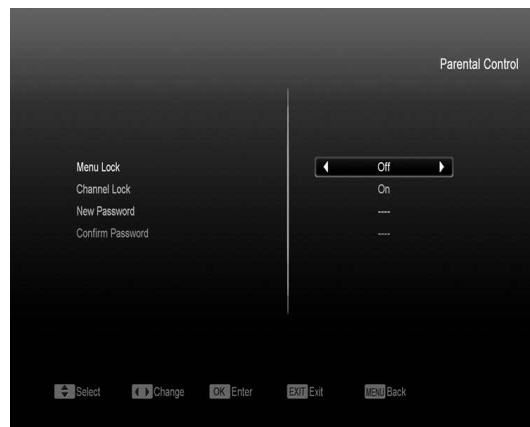 Parental Control
Menu Lock Off
Channel Lock On
New Password ----
Confirm Password ----
Select Change OK Enter EXIT Exit MENU Back